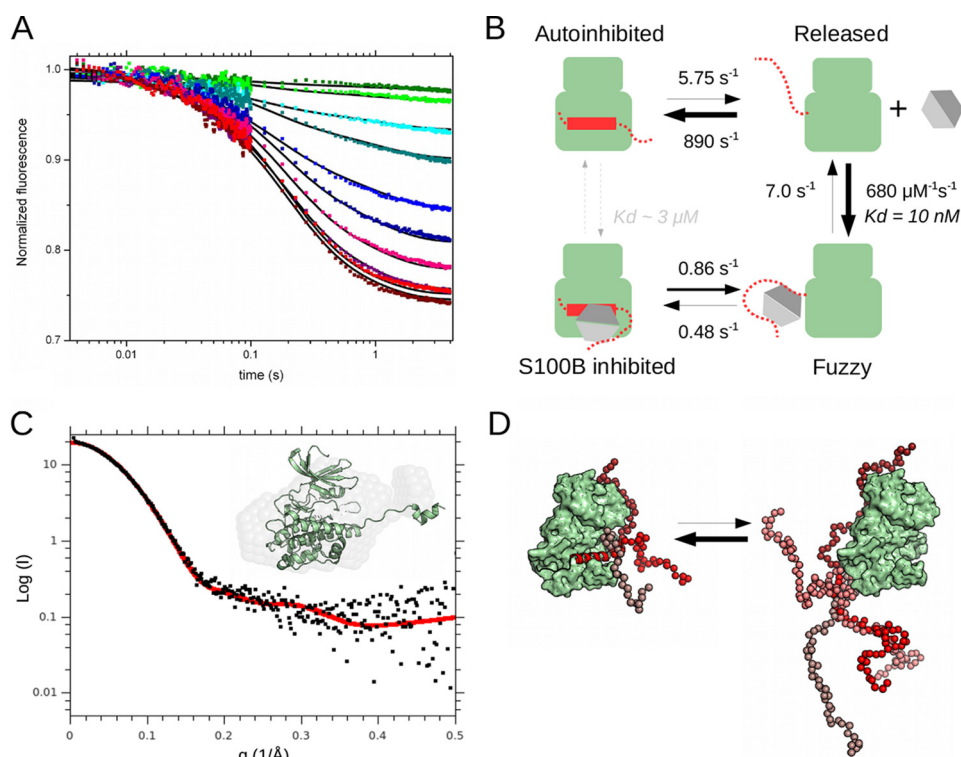 A
1.0
0.9
0.8
0.7
Normalized fluorescence
0.01
0.1
1
time (s)
B
Autoinhibited
Released
5.75 s⁻¹
890 s⁻¹
+
7.0 s⁻¹
680 μM⁻¹s⁻¹
Kd = 10 nM
Kd ~ 3 μM
0.86 s⁻¹
0.48 s⁻¹
S100B inhibited
Fuzzy
C
10
1
0.1
0.01
Log (I)
0
0.1
0.2
0.3
0.4
0.5
q (1/Å)
D